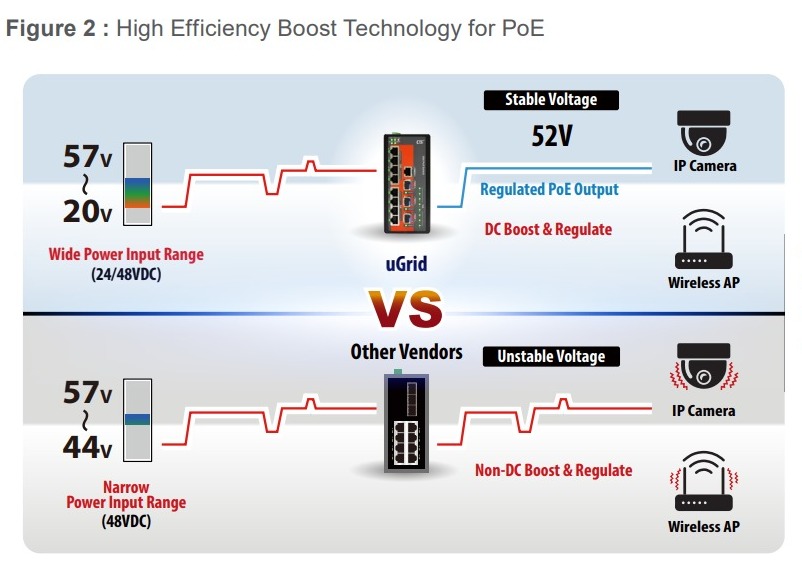 Figure 2 : High Efficiency Boost Technology for PoE
Stable Voltage
52V
57V
20V
Wide Power Input Range
(24/48VDC)
uGrid
Regulated PoE Output
DC Boost & Regulate
IP Camera
Wireless AP
VS
Other Vendors
Unstable Voltage
57V
44V
Narrow
Power Input Range
(48VDC)
Non-DC Boost & Regulate
IP Camera
Wireless AP